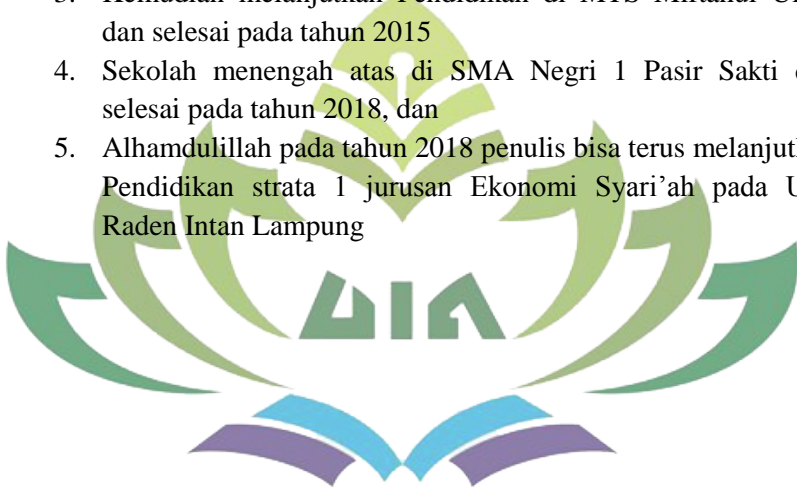 dan selesai pada tahun 2015
4. Sekolah menengah atas di SMA Negri 1 Pasir Sakti
selesai pada tahun 2018, dan
5. Alhamdulillah pada tahun 2018 penulis bisa terus
Pendidikan strata 1 jurusan Ekonomi Syari’ah pada
Raden Intan Lampung
UIN